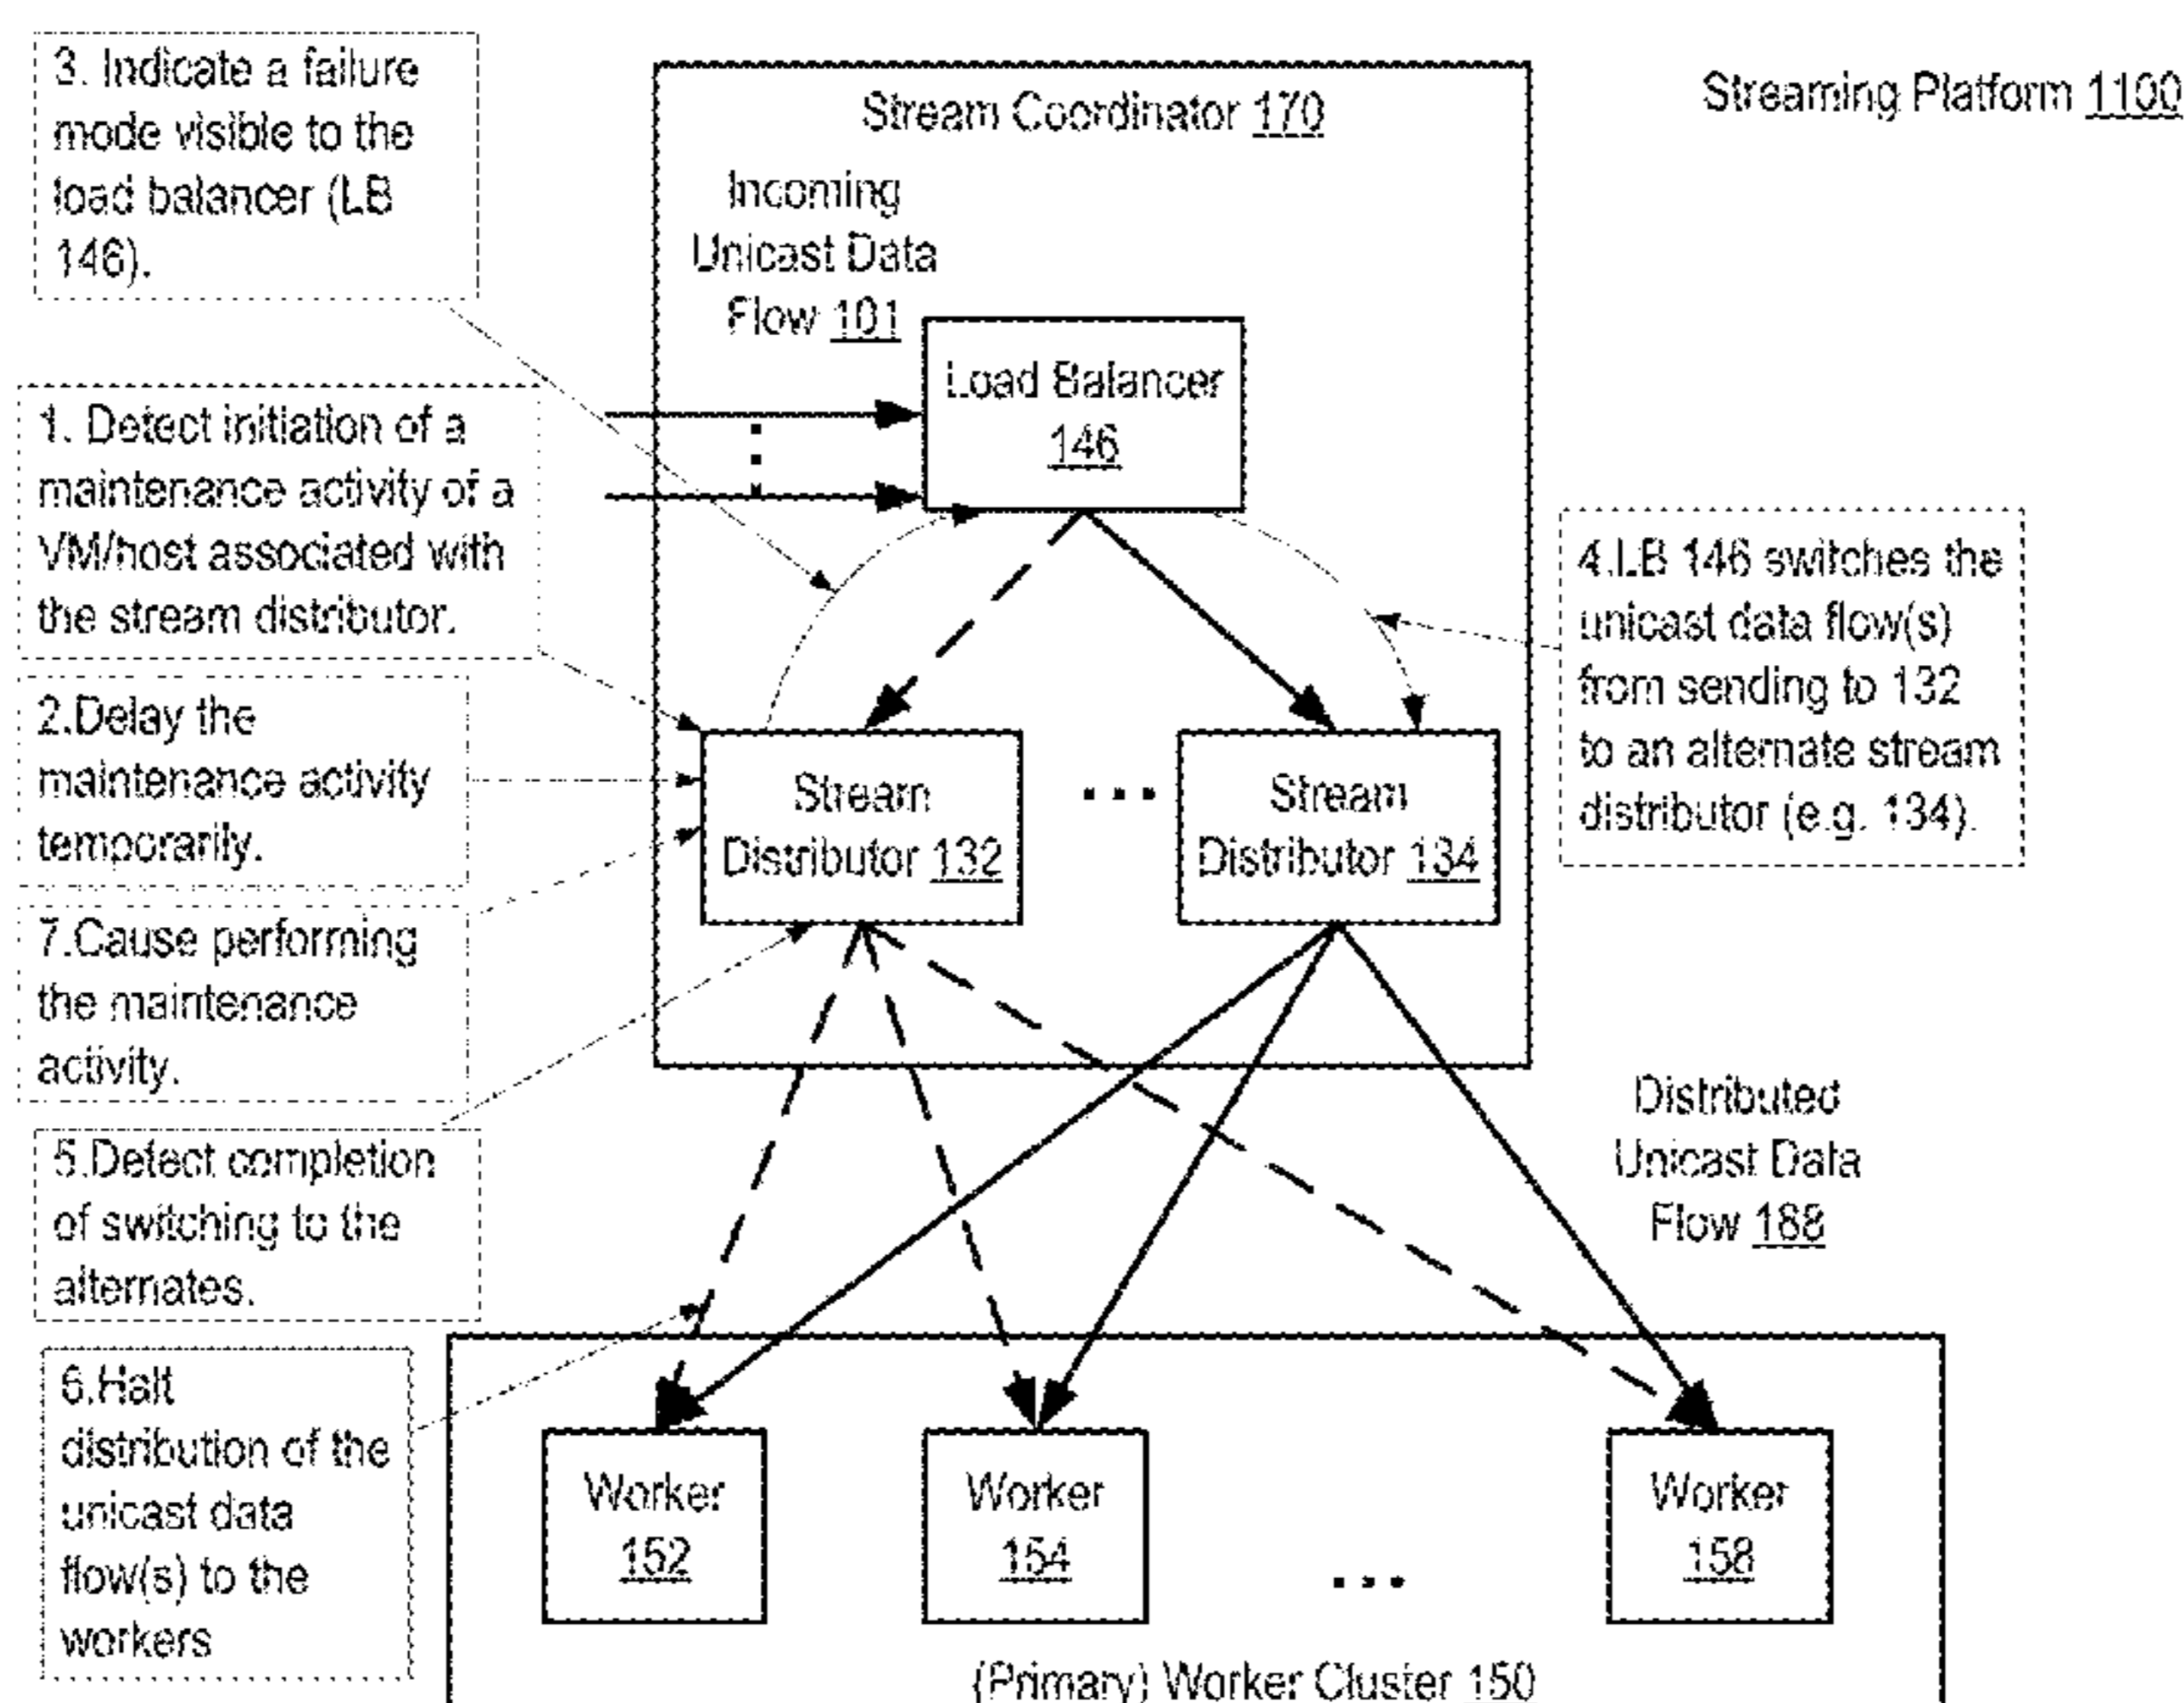 3. Indicate a failure
mode visible to the
load balancer (LB
146).
Stream Coordinator 170
Streaming Platform 1100
Incoming
Unicast Data
Flow 101
Load Balancer
146
1. Detect initiation of a
maintenance activity of a
VM/host associated with
the stream distributor.
4.LB 146 switches the
unicast data flow(s)
from sending to 132
to an alternate stream
distributor (e.g. 134).
2.Delay the
maintenance activity
temporarily.
Stream
Distributor 132
...
Stream
Distributor 134
7.Cause performing
the maintenance
activity.
Distributed
Unicast Data
Flow 188
5.Detect completion
of switching to the
alternates.
6.Halt
distribution of the
unicast data
flow(s) to the
workers
Worker
152
Worker
154
...
Worker
158
(Primary) Worker Cluster 150